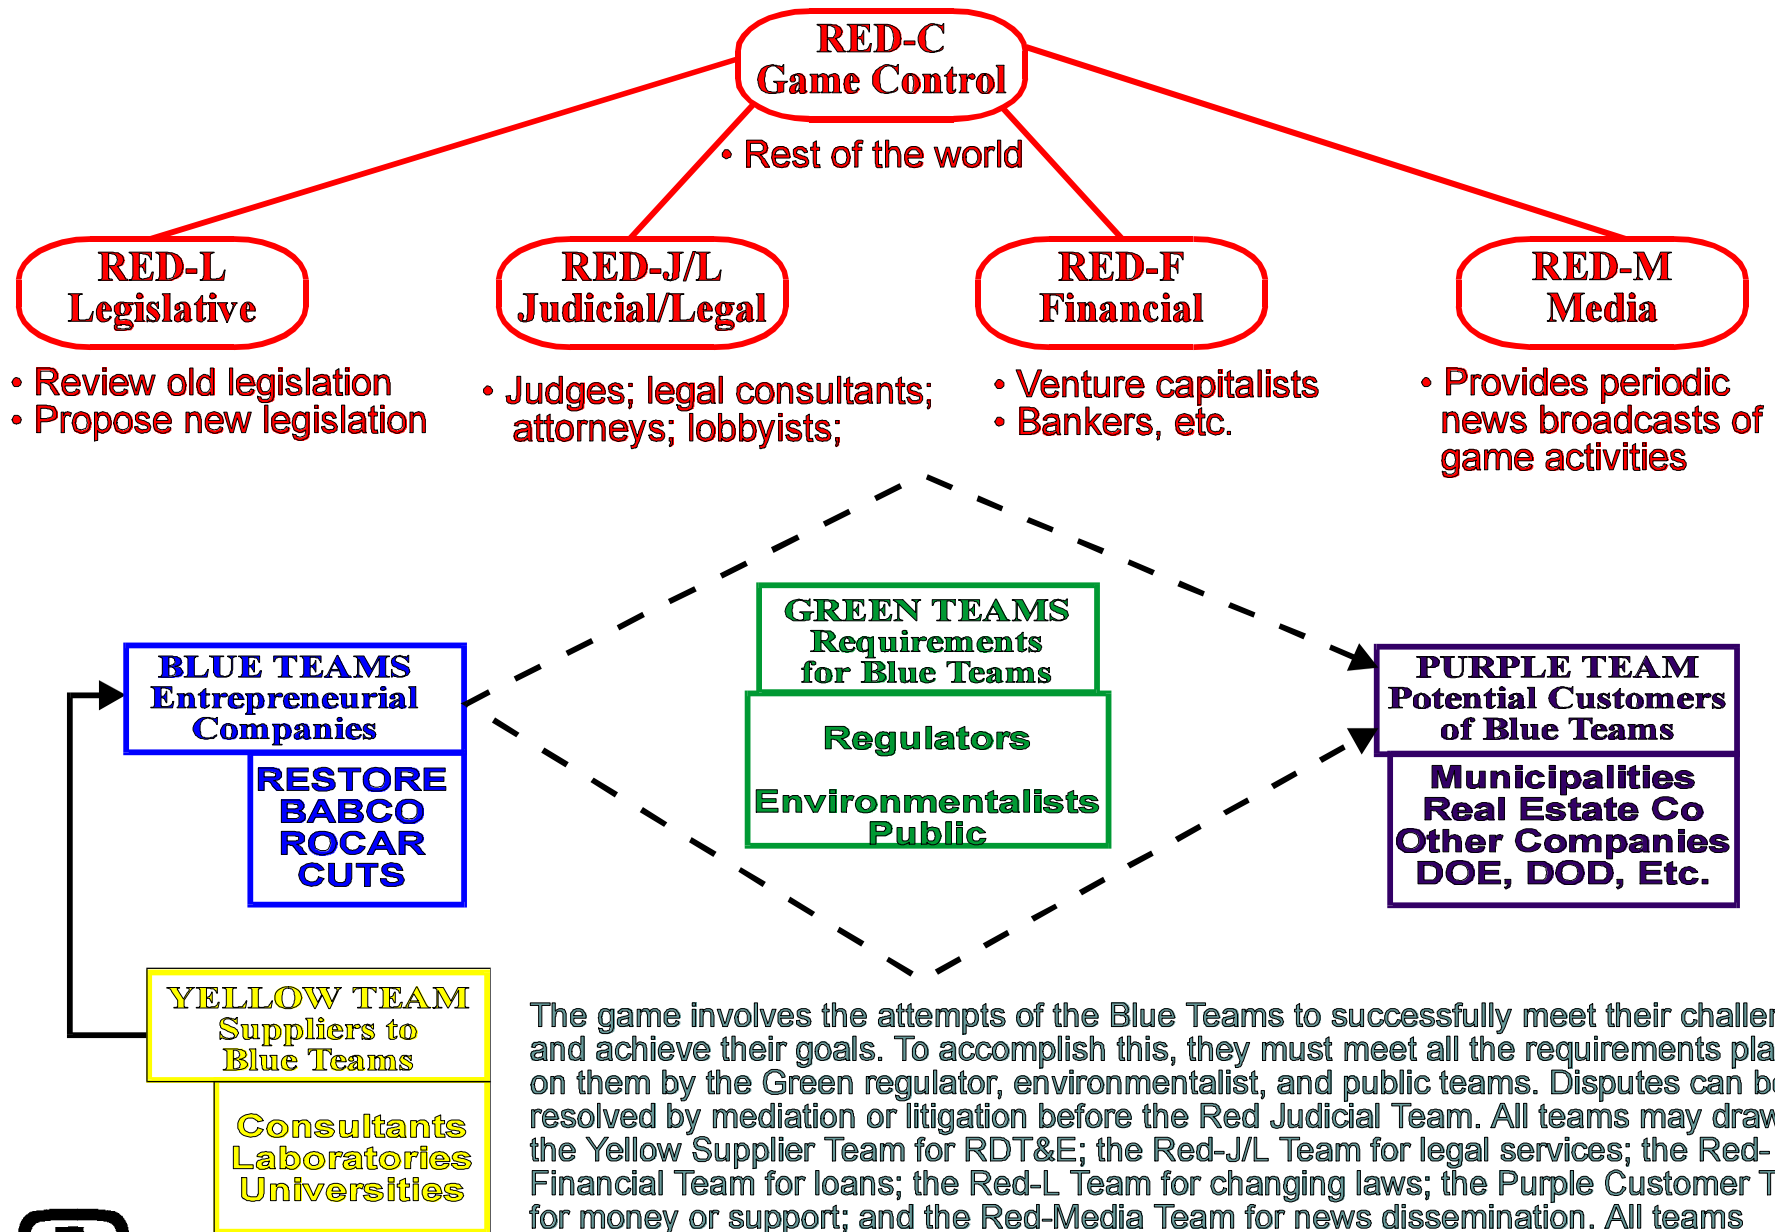 RED-C
Game Control
• Rest of the world
RED-L
Legislative
• Review old legislation
• Propose new legislation
RED-J/L
Judicial/Legal
• Judges; legal consultants;
attorneys; lobbyists;
RED-F
Financial
• Venture capitalists
• Bankers, etc.
RED-M
Media
• Provides periodic
news broadcasts of
game activities
BLUE TEAMS
Entrepreneurial
Companies
RESTORE
BABCO
ROCAR
CUTS
GREEN TEAMS
Requirements
for Blue Teams
Regulators
Environmentalists
Public
PURPLE TEAM
Potential Customers
of Blue Teams
Municipalities
Real Estate Co
Other Companies
DOE, DOD, Etc.
YELLOW TEAM
Suppliers to
Blue Teams
Consultants
Laboratories
Universities
The game involves the attempts of the Blue Teams to successfully meet their
and achieve their goals. To accomplish this, they must meet all the requirements
on them by the Green regulator, environmentalist, and public teams. Disputes can be
resolved by mediation or litigation before the Red Judicial Team. All teams may draw
the Yellow Supplier Team for RDT&E; the Red-J/L Team for legal services; the Red-
Financial Team for loans; the Red-L Team for changing laws; the Purple Customer
for money or support; and the Red-Media Team for news dissemination. All teams